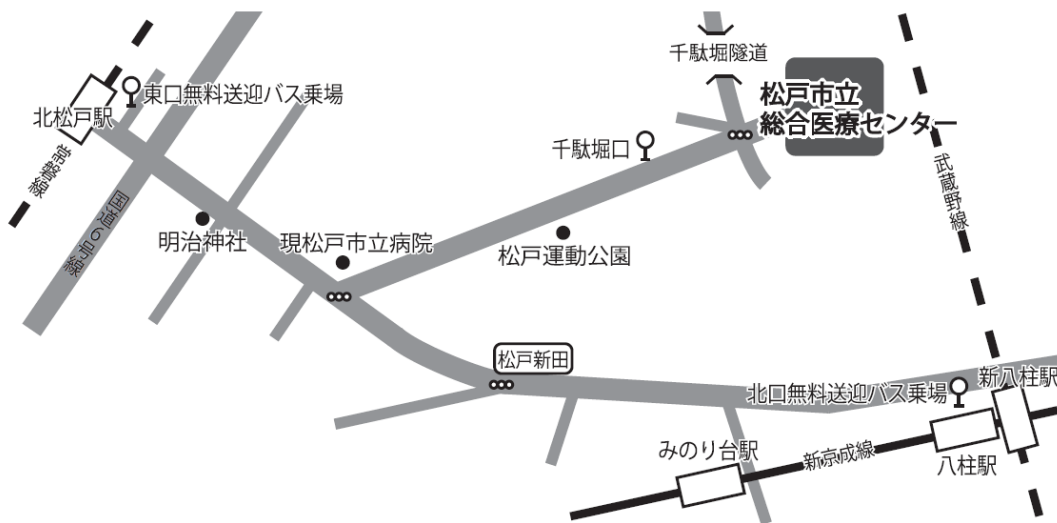 千駄堀隧道
松戸市立
総合医療センター
東口無料送迎バス乗場
北松戸駅
千駄堀口
常磐線
武蔵野線
国道6号線
明治神社
現松戸市立病院
松戸運動公園
松戸新田
新八柱駅
北口無料送迎バス乗場
みのり台駅
新京成線
八柱駅